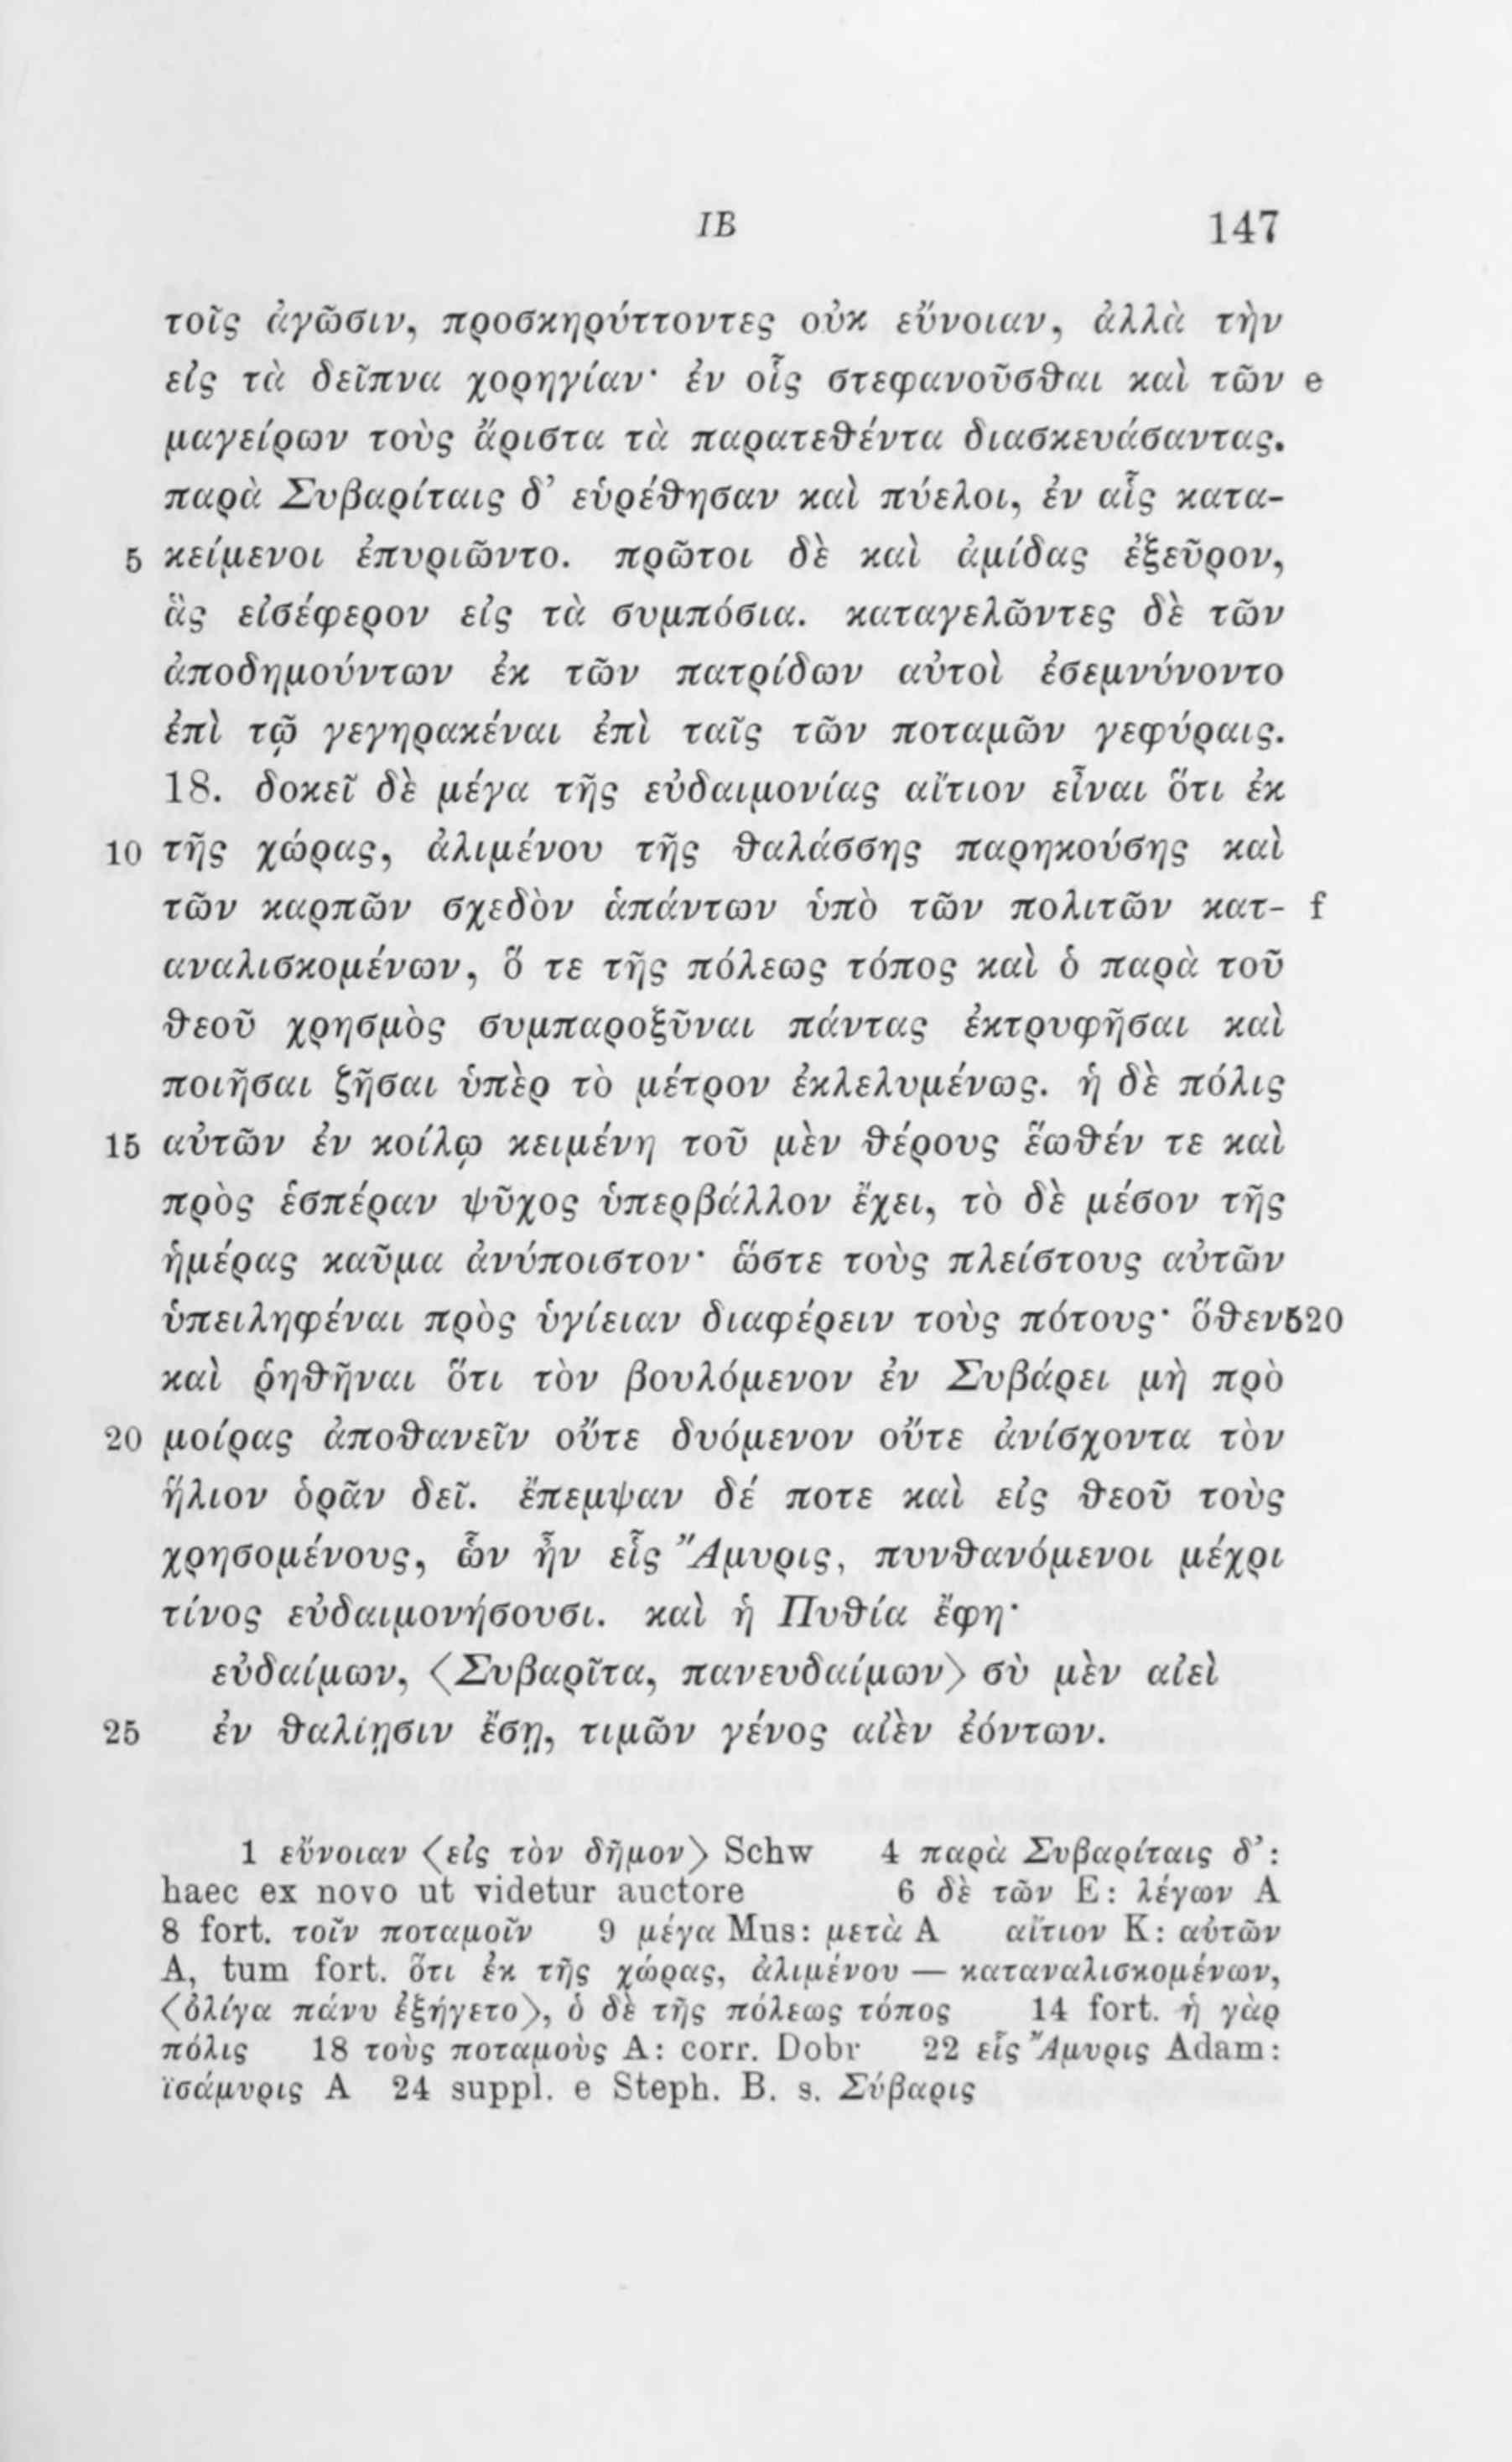 ΙΒ 147
τοῖς ἀγῶσιν, προσκηρύττοντες οὐκ εὔνοιαν, ἀλλὰ τὴν
εἰς τὰ δεῖπνα χορηγίαν· ἐν οἷς στεφανοῦσθαι καὶ τῶν e
μαγείρων τοὺς ἄριστα τὰ παρατεθέντα διασκευάσαντας.
παρὰ Συβαρίταις δ’ εὑρέθησαν καὶ πύελοι, ἐν αἷς κατα-
5 κείμενοι ἐπυριῶντο. πρῶτοι δὲ καὶ ἀμίδας ἐξεῦρον,
ἃς εἰσέφερον εἰς τὰ συμπόσια. καταγελῶντες δὲ τῶν
ἀποδημούντων ἐκ τῶν πατρίδων αὐτοὶ ἐσεμνύνοντο
ἐπὶ τῷ γεγηρακέναι ἐπὶ ταῖς τῶν ποταμῶν γεφύραις.
18. δοκεῖ δὲ μέγα τῆς εὐδαιμονίας αἴτιον εἶναι ὅτι ἐκ
10 τῆς χώρας, ἀλιμένου τῆς θαλάσσης παρηκούσης καὶ
τῶν καρπῶν σχεδὸν ἁπάντων ὑπὸ τῶν πολιτῶν κατ- f
αναλισκομένων, ὅ τε τῆς πόλεως τόπος καὶ ὁ παρὰ τοῦ
θεοῦ χρησμὸς συμπαροξῦναι πάντας ἐκτρυφῆσαι καὶ
ποιῆσαι ζῆσαι ὑπὲρ τὸ μέτρον ἐκλελυμένως. ἡ δὲ πόλις
15 αὐτῶν ἐν κοίλῳ κειμένη τοῦ μὲν θέρους ἕωθέν τε καὶ
πρὸς ἑσπέραν ψῦχος ὑπερβάλλον ἔχει, τὸ δὲ μέσον τῆς
ἡμέρας καῦμα ἀνύποιστον· ὥστε τοὺς πλείστους αὐτῶν
ὑπειληφέναι πρὸς ὑγίειαν διαφέρειν τοὺς πότους· ὅθεν 520
καὶ ῥηθῆναι ὅτι τὸν βουλόμενον ἐν Συβάρει μὴ πρὸ
20 μοίρας ἀποθανεῖν οὔτε δυόμενον οὔτε ἀνίσχοντα τὸν
ἥλιον ὁρᾶν δεῖ. ἔπεμψαν δέ ποτε καὶ εἰς θεοῦ τοὺς
χρησομένους, ὧν ἦν εἷς Ἄμυρις, πυνθανόμενοι μέχρι
τίνος εὐδαιμονήσουσι. καὶ ἡ Πυθία ἔφη·
εὐδαίμων, ⟨Συβαρῖτα, πανευδαίμων⟩ σὺ μὲν αἰεὶ
25 ἐν θαλίῃσιν ἔσῃ, τιμῶν γένος αἰὲν ἐόντων.
1 εὔνοιαν ⟨εἰς τὸν δῆμον⟩ Schw 4 παρὰ Συβαρίταις δ’:
haec ex novo ut videtur auctore 6 δὲ τῶν E: λέγων A
8 fort. τοῖν ποταμοῖν 9 μέγα Mus: μετὰ A αἴτιον K: αὐτῶν
A, tum fort. ὅτι ἐκ τῆς χώρας, ἀλιμένου — καταναλισκομένων,
⟨ὀλίγα πάνυ ἐξήγετο⟩, ὁ δὲ τῆς πόλεως τόπος 14 fort. ἡ γὰρ
πόλις 18 τοὺς ποταμοὺς A: corr. Dobr 22 εἷς Ἄμυρις Adam:
ϊσάμυρις A 24 suppl. e Steph. B. s. Σύβαρις